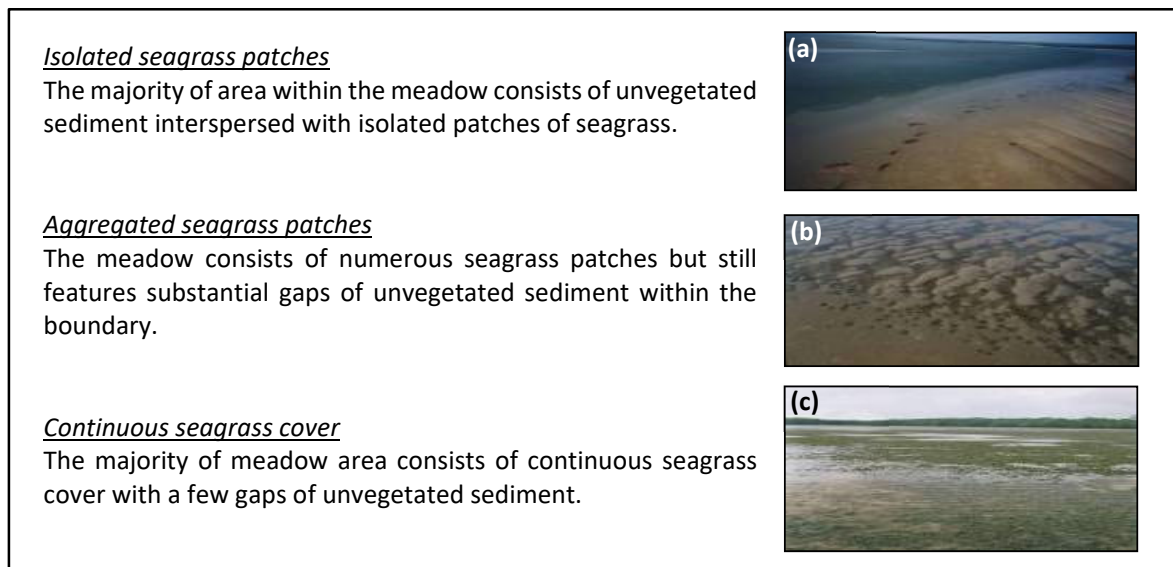 Isolated seagrass patches
(a)
The majority of area within the meadow consists of unvegetated
sediment interspersed with isolated patches of seagrass.
Aggregated seagrass patches
(b)
The meadow consists of numerous seagrass patches but still
features substantial gaps of unvegetated sediment within the
boundary.
Continuous seagrass cover
(c)
The majority of meadow area consists of continuous seagrass
cover with a few gaps of unvegetated sediment.